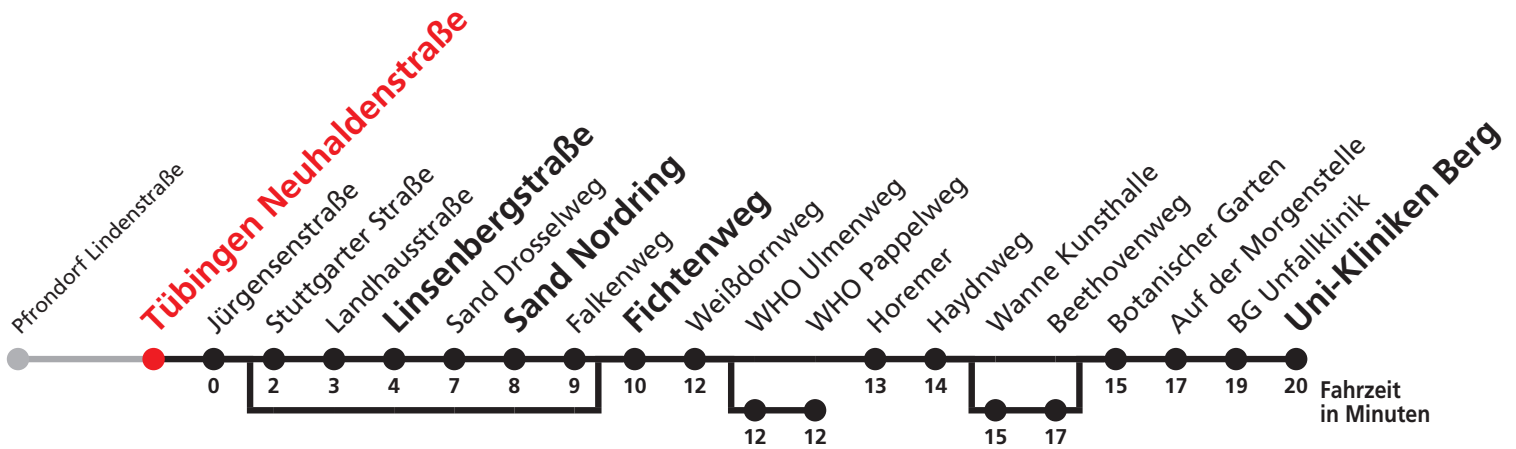 Pfrondorf Lindenstraße
Tübingen Neuhaldenstraße
Jürgensenstraße
Stuttgarter Straße
Landhausstraße
Linsenbergstraße
Sand Drosselweg
Sand Nordring
Falkenweg
Fichtenweg
Weißdornweg
WHO Ulmenweg
WHO Pappelweg
Horemer
Haydnweg
Wanne Kunsthalle
Beethovenweg
Botanischer Garten
Auf der Morgenstelle
BG Unfallklinik
Uni-Kliniken Berg
0 2 3 4 7 8 9 10 12 13 14 15 17 19 20
Fahrzeit
in Minuten
12 12 15 17